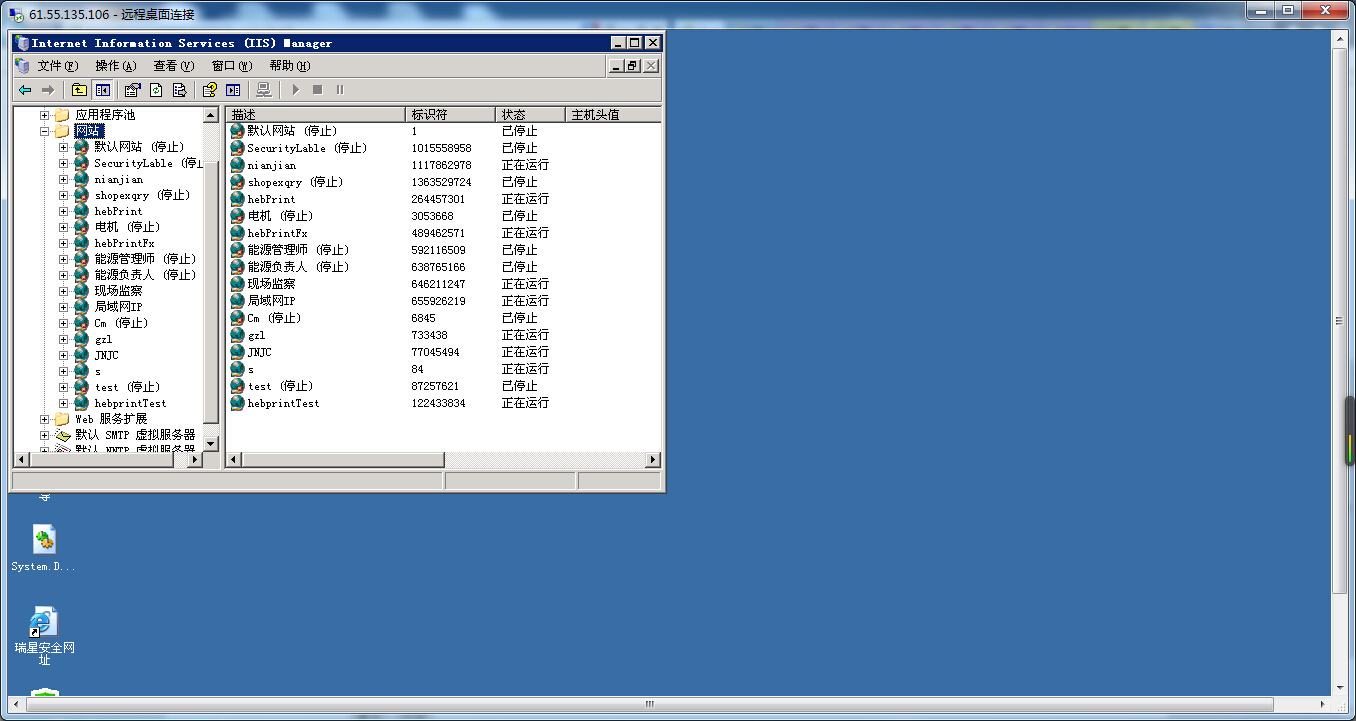 61.55.135.106 - 远程桌面连接
Internet Information Services (IIS) Manager
文件(F) 操作(A) 查看(V) 窗口(W) 帮助(H)
应用程序池
网站
默认网站 (停止)
SecurityLable (停止
nianjian
shopexqry (停止)
hebPrint
电机 (停止)
hebPrintFx
能源管理师 (停止)
能源负责人 (停止)
现场监察
局域网IP
Cm (停止)
gzl
JNJC
s
test (停止)
hebprintTest
Web 服务扩展
默认 SMTP 虚拟服务器
默认 NNTP 虚拟服务器
描述 标识符 状态 主机头值
默认网站 (停止) 1 已停止
SecurityLable (停止) 1015558958 已停止
nianjian 1117862978 正在运行
shopexqry (停止) 1363529724 已停止
hebPrint 264457301 正在运行
电机 (停止) 3053668 已停止
hebPrintFx 489462571 正在运行
能源管理师 (停止) 592116509 已停止
能源负责人 (停止) 638765166 已停止
现场监察 646211247 正在运行
局域网IP 655926219 正在运行
Cm (停止) 6845 已停止
gzl 733438 正在运行
JNJC 77045494 正在运行
s 84 正在运行
test (停止) 87257621 已停止
hebprintTest 122433834 正在运行
System.D...
瑞星安全网
址